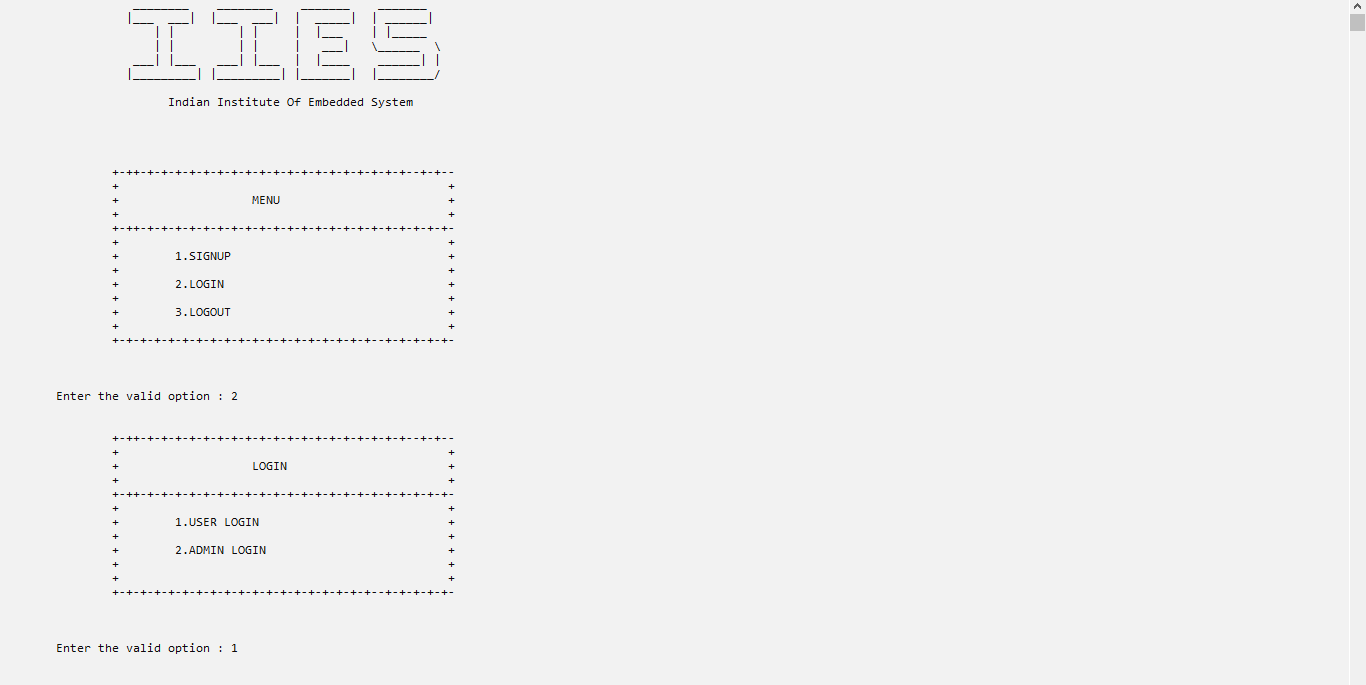 IIES
Indian Institute Of Embedded System
MENU
1.SIGNUP
2.LOGIN
3.LOGOUT
Enter the valid option : 2
LOGIN
1.USER LOGIN
2.ADMIN LOGIN
Enter the valid option : 1